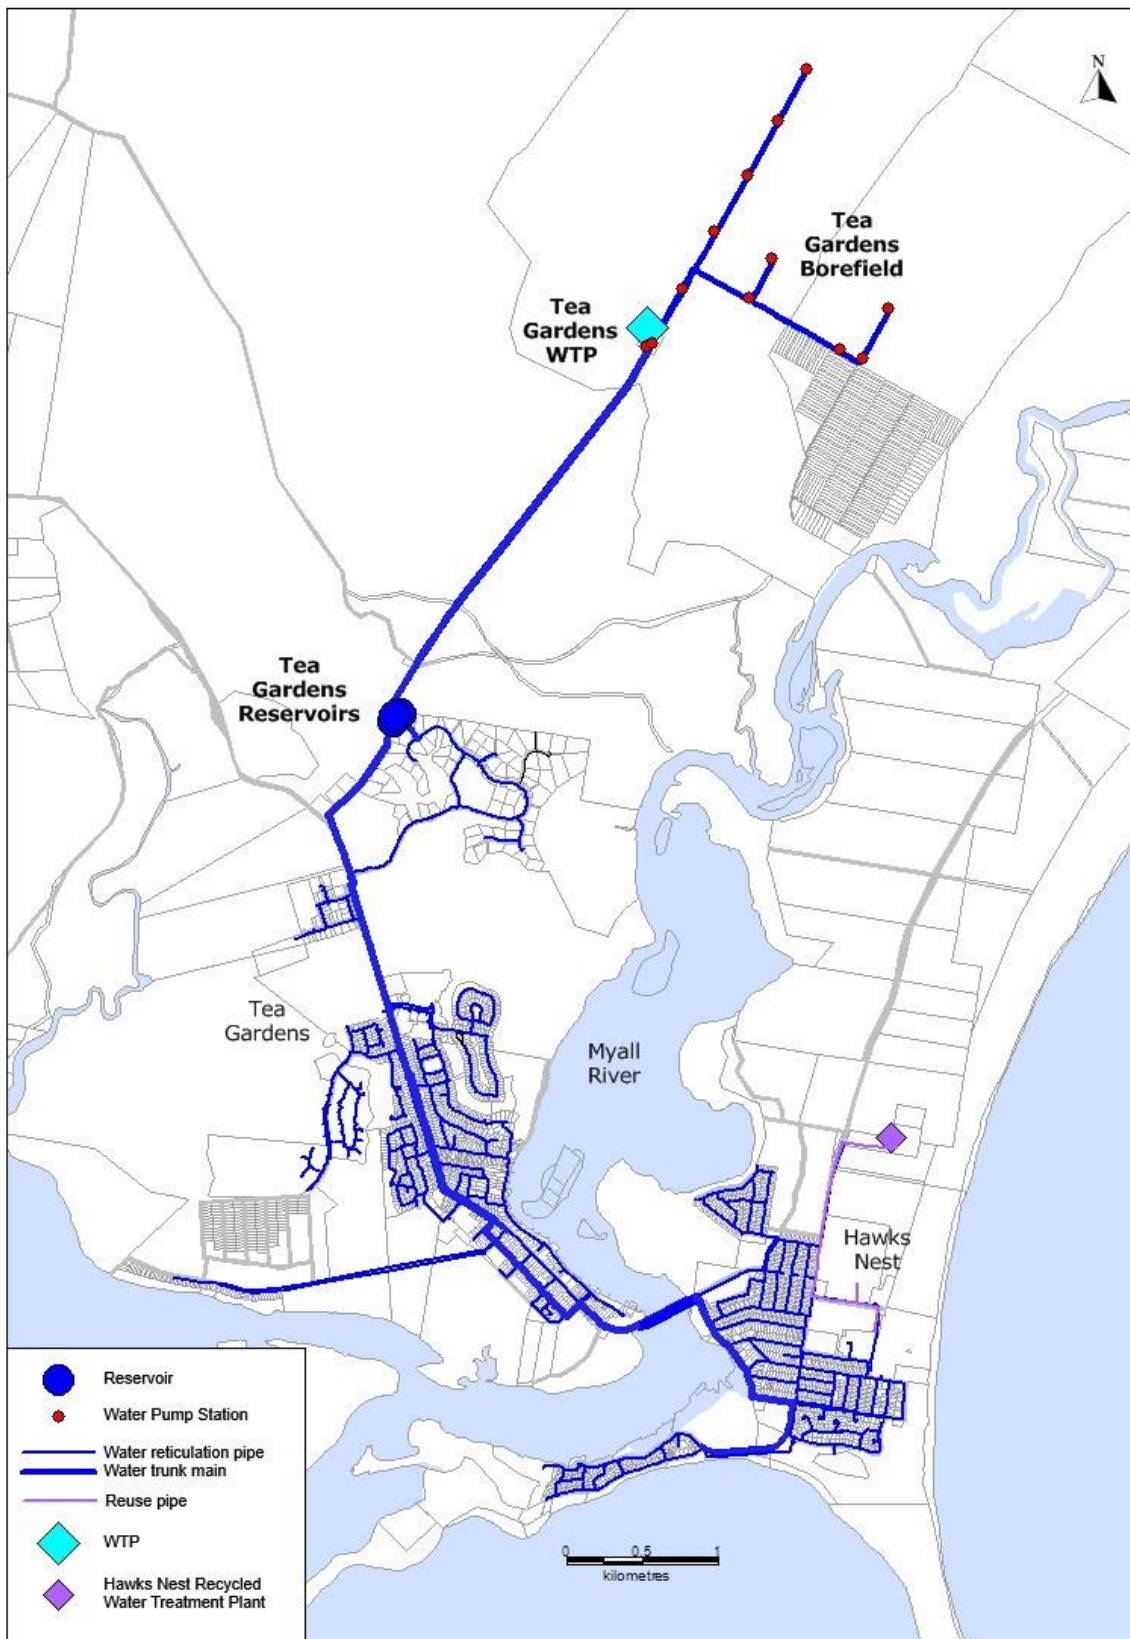 N
Tea
Gardens
Borefield
Tea
Gardens
WTP
Tea
Gardens
Reservoirs
Tea
Gardens
Myall
River
Hawks
Nest
Reservoir
Water Pump Station
Water reticulation pipe
Water trunk main
Reuse pipe
WTP
Hawks Nest Recycled
Water Treatment Plant
0 0.5 1
kilometres